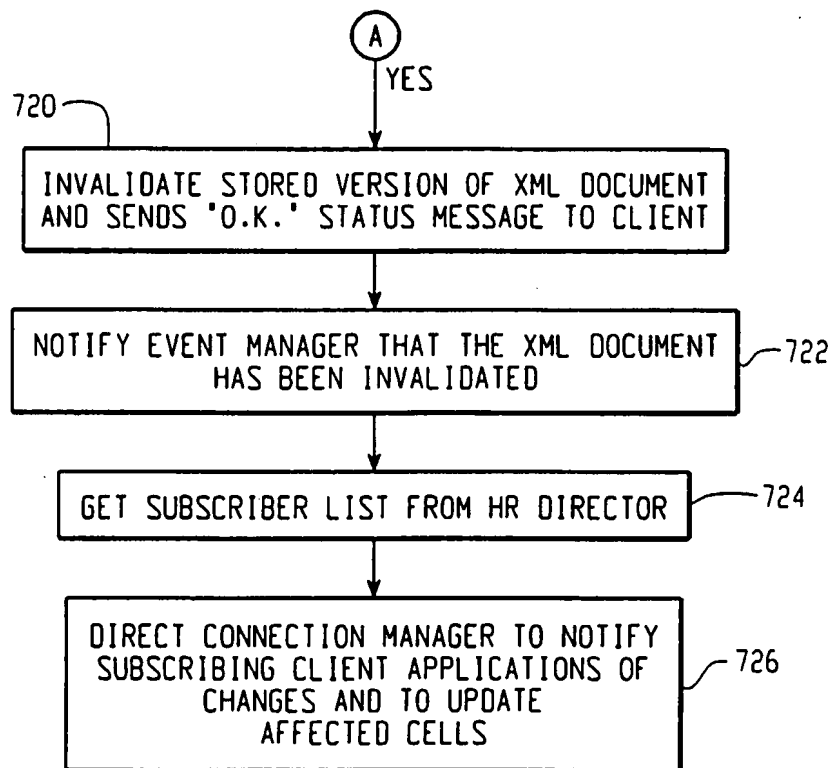 A
YES
720
INVALIDATE STORED VERSION OF XML DOCUMENT
AND SENDS "O.K." STATUS MESSAGE TO CLIENT
NOTIFY EVENT MANAGER THAT THE XML DOCUMENT
HAS BEEN INVALIDATED
722
GET SUBSCRIBER LIST FROM HR DIRECTOR
724
DIRECT CONNECTION MANAGER TO NOTIFY
SUBSCRIBING CLIENT APPLICATIONS OF
CHANGES AND TO UPDATE
AFFECTED CELLS
726